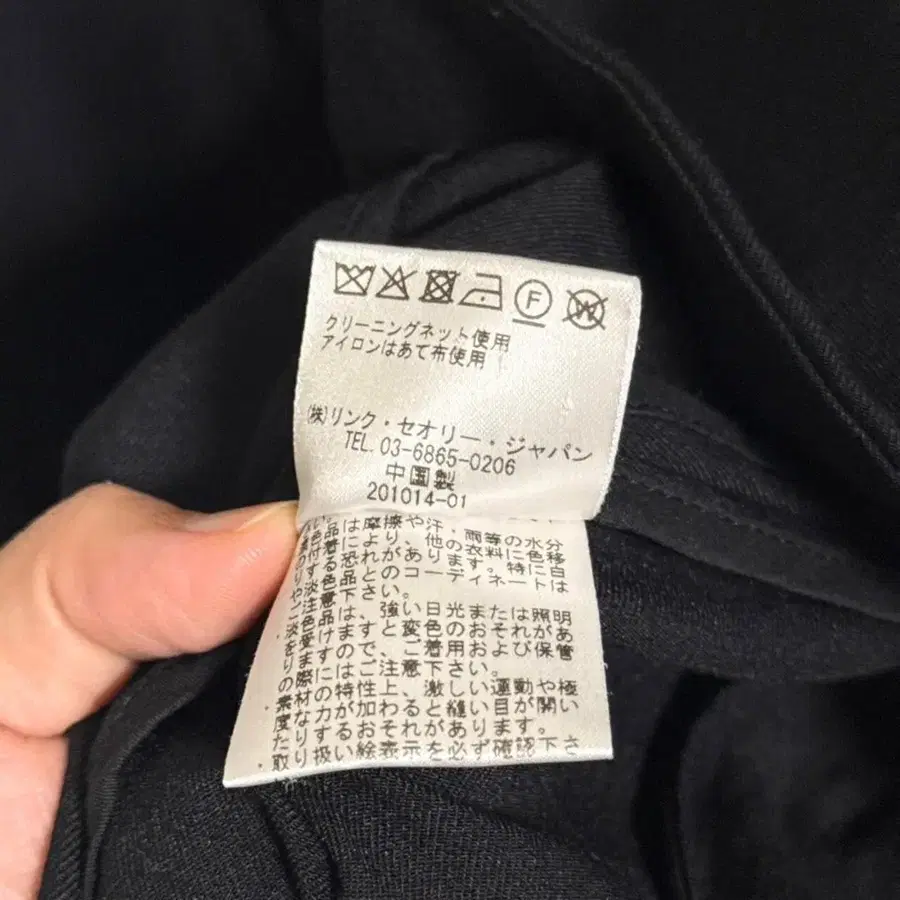 F
W
クリーニングネット使用
アイロンはあて布使用
㈱リンク・セオリー・ジャパン
TEL. 03-6865-0206
中国製
201014-01
品は摩擦や汗、雨等の水分
着により、他の衣料に色移
す恐れがあります。特に自
淡色品とのコーディネートは
ご注意下さい。
淡色品は、強い日光または照明
を受けますと変色のおそれがあ
りますので、ご着用および保管
の際にはご注意下さい。
・素材の特性上、激しい運動や極
度な力が加わると縫い目が開い
たりするおそれがあります。
・取り扱い絵表示を必ず確認下さ